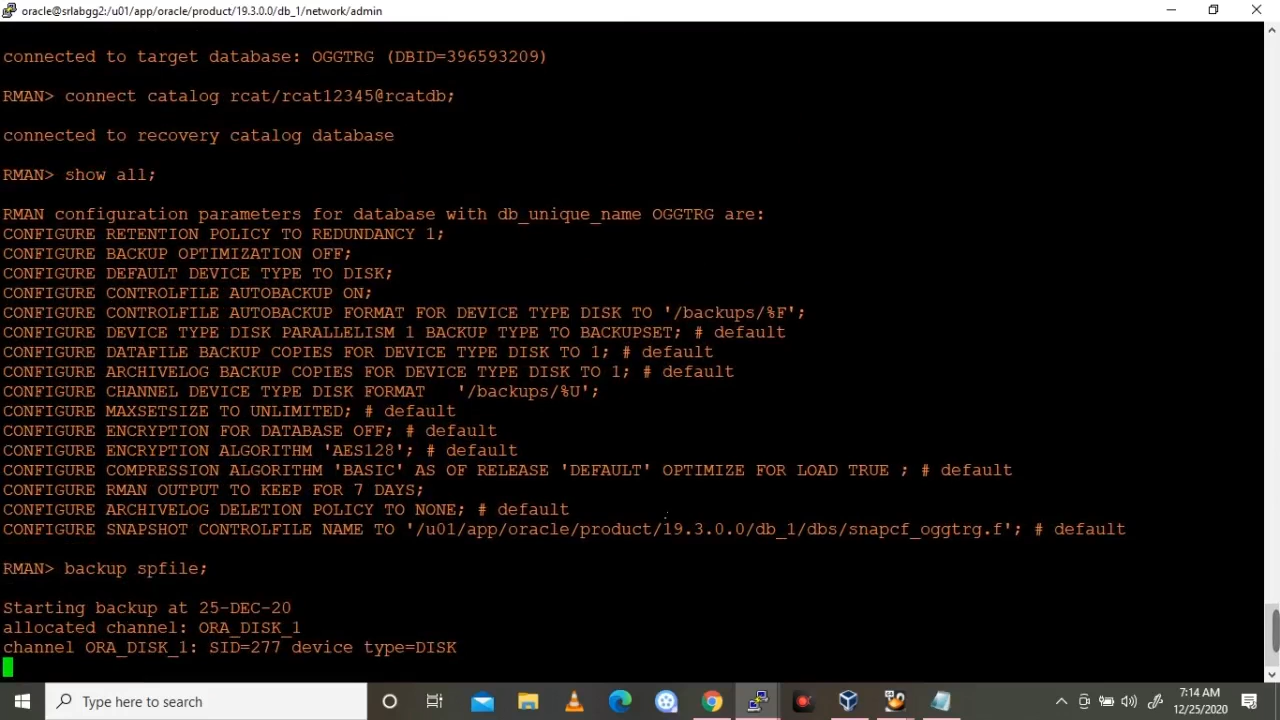 oracle@srlabgg2:/u01/app/oracle/product/19.3.0.0/db_1/network/admin
connected to target database: OGGTRG (DBID=396593209)
RMAN> connect catalog rcat/rcat12345@rcatdb;
connected to recovery catalog database
RMAN> show all;
RMAN configuration parameters for database with db_unique_name OGGTRG are:
CONFIGURE RETENTION POLICY TO REDUNDANCY 1;
CONFIGURE BACKUP OPTIMIZATION OFF;
CONFIGURE DEFAULT DEVICE TYPE TO DISK;
CONFIGURE CONTROLFILE AUTOBACKUP ON;
CONFIGURE CONTROLFILE AUTOBACKUP FORMAT FOR DEVICE TYPE DISK TO '/backups/%F';
CONFIGURE DEVICE TYPE DISK PARALLELISM 1 BACKUP TYPE TO BACKUPSET; # default
CONFIGURE DATAFILE BACKUP COPIES FOR DEVICE TYPE DISK TO 1; # default
CONFIGURE ARCHIVELOG BACKUP COPIES FOR DEVICE TYPE DISK TO 1; # default
CONFIGURE CHANNEL DEVICE TYPE DISK FORMAT   '/backups/%U';
CONFIGURE MAXSETSIZE TO UNLIMITED; # default
CONFIGURE ENCRYPTION FOR DATABASE OFF; # default
CONFIGURE ENCRYPTION ALGORITHM 'AES128'; # default
CONFIGURE COMPRESSION ALGORITHM 'BASIC' AS OF RELEASE 'DEFAULT' OPTIMIZE FOR LOAD TRUE ; # default
CONFIGURE RMAN OUTPUT TO KEEP FOR 7 DAYS;
CONFIGURE ARCHIVELOG DELETION POLICY TO NONE; # default
CONFIGURE SNAPSHOT CONTROLFILE NAME TO '/u01/app/oracle/product/19.3.0.0/db_1/dbs/snapcf_oggtrg.f'; # default
RMAN> backup spfile;
Starting backup at 25-DEC-20
allocated channel: ORA_DISK_1
channel ORA_DISK_1: SID=277 device type=DISK
Type here to search
7:14 AM
12/25/2020